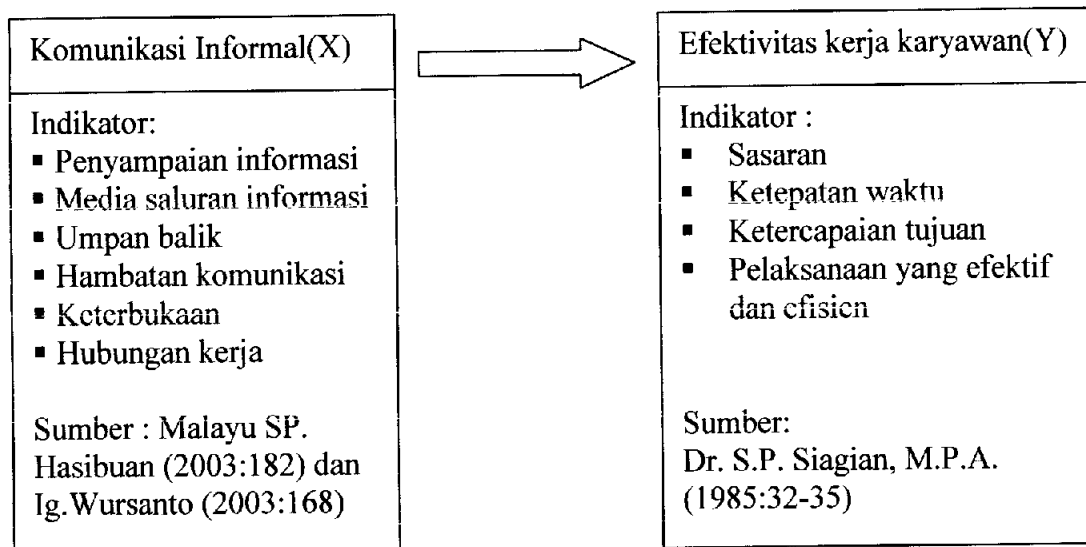 Komunikasi Informal(X)
Indikator:
▪ Penyampaian informasi
▪ Media saluran informasi
▪ Umpan balik
▪ Hambatan komunikasi
▪ Keterbukaan
▪ Hubungan kerja
Sumber : Malayu SP.
Hasibuan (2003:182) dan
Ig.Wursanto (2003:168)
Efektivitas kerja karyawan(Y)
Indikator :
▪ Sasaran
▪ Ketepatan waktu
▪ Ketercapaian tujuan
▪ Pelaksanaan yang efektif
dan efisien
Sumber:
Dr. S.P. Siagian, M.P.A.
(1985:32-35)